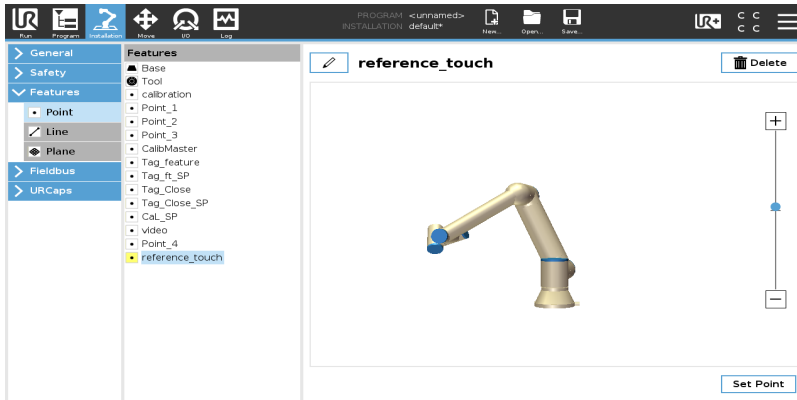 UR
Run
Program
Installation
Move
I/O
Log
PROGRAM <unnamed>
INSTALLATION default*
New...
Open...
Save...
UR+
C C
C C
General
Safety
Features
Point
Line
Plane
Fieldbus
URCaps
Features
Base
Tool
calibration
Point_1
Point_2
Point_3
CalibMaster
Tag_feature
Tag_ft_SP
Tag_Close
Tag_Close_SP
CaL_SP
video
Point_4
reference_touch
reference_touch
Delete
Set Point